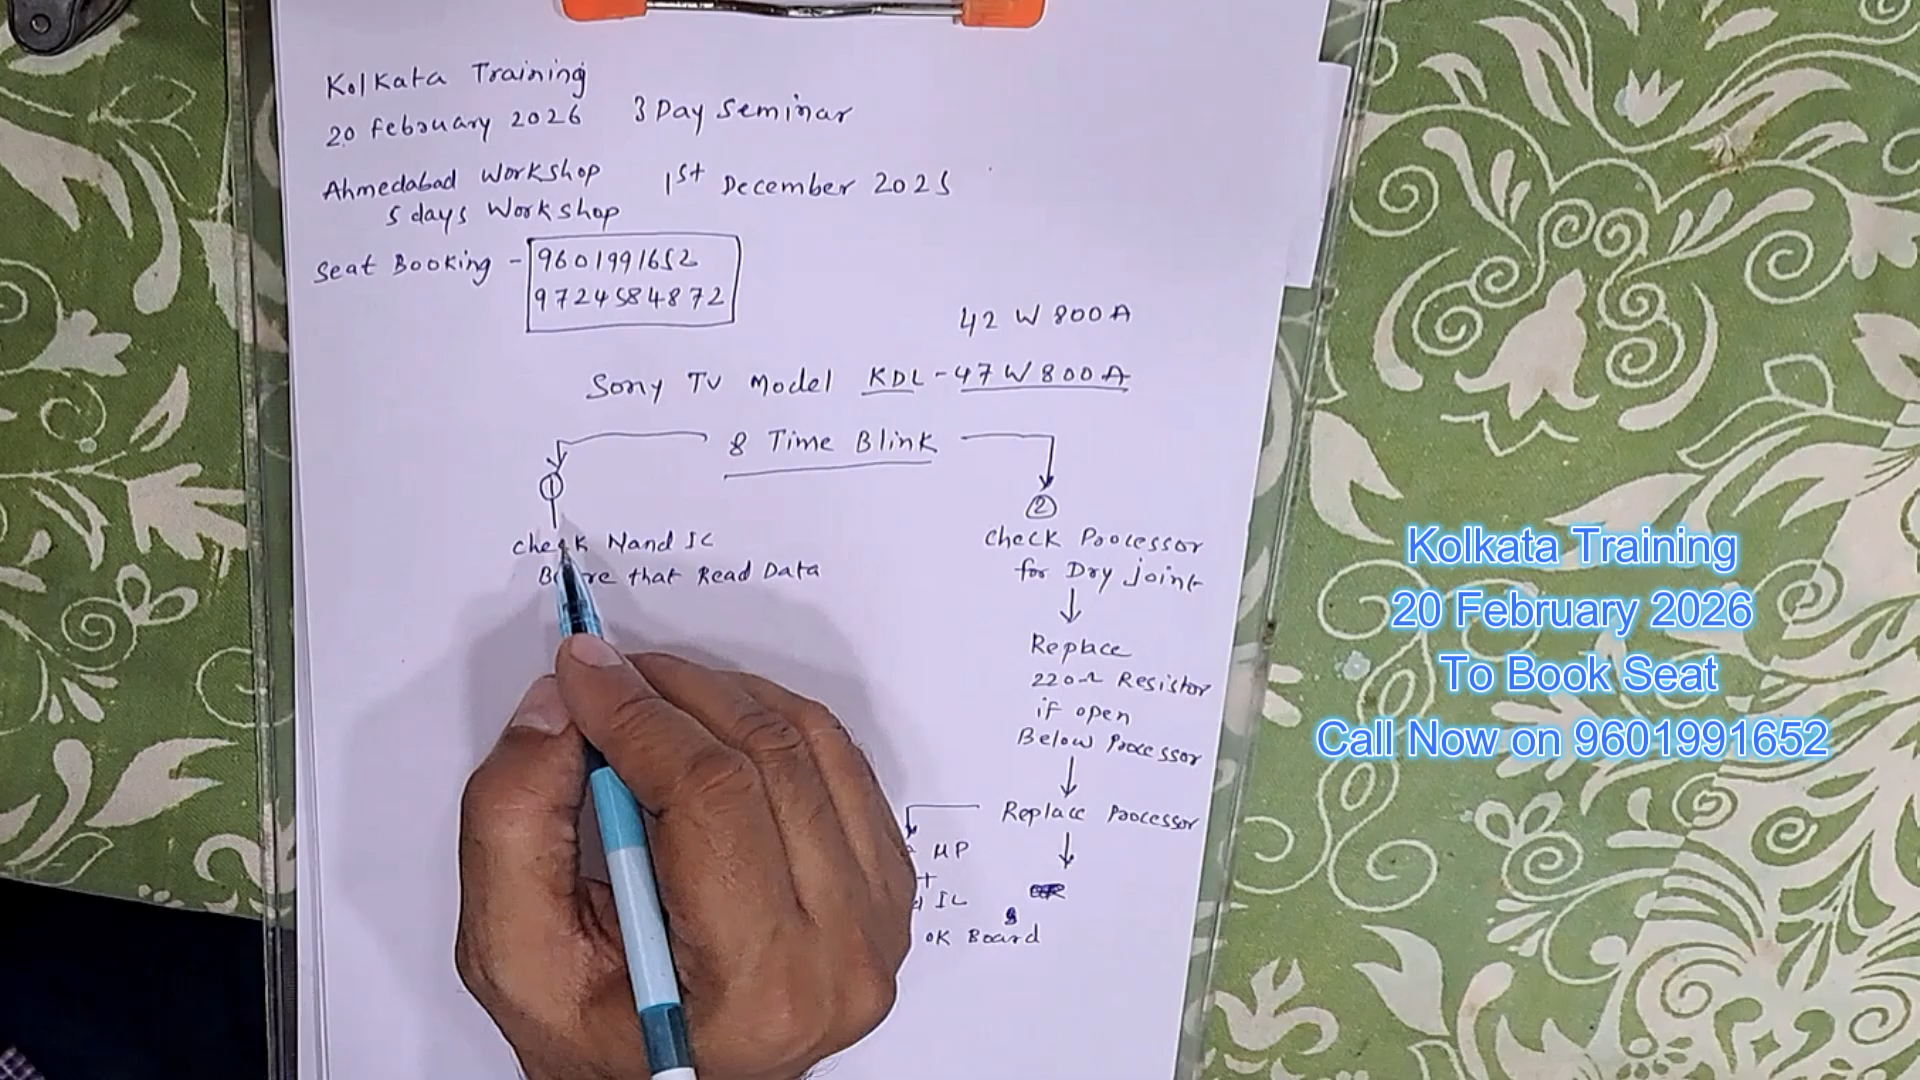 Kolkata Training
20 February 2026 3 Day Seminar
Ahmedabad Workshop 1st December 2025
5 days Workshop
Seat Booking - 9601991652
9724584872
42 W 800A
Sony TV Model KDL-47W800A
8 Time Blink
1
2
Check Nand IC
that Read Data
Check Processor
for Dry joint
Replace
220Ω Resistor
if open
Below Processor
Replace Processor
µP
+
IC
OK Board
Kolkata Training
20 February 2026
To Book Seat
Call Now on 9601991652